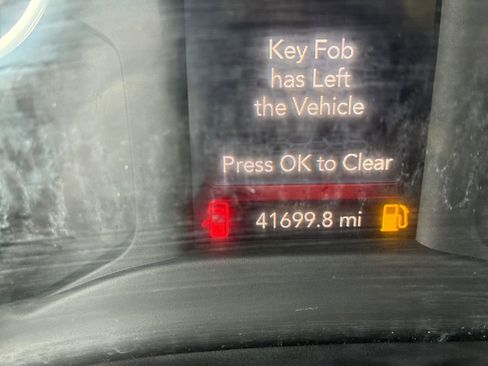 Key Fob
has Left
the Vehicle
Press OK to Clear
41699.8 mi